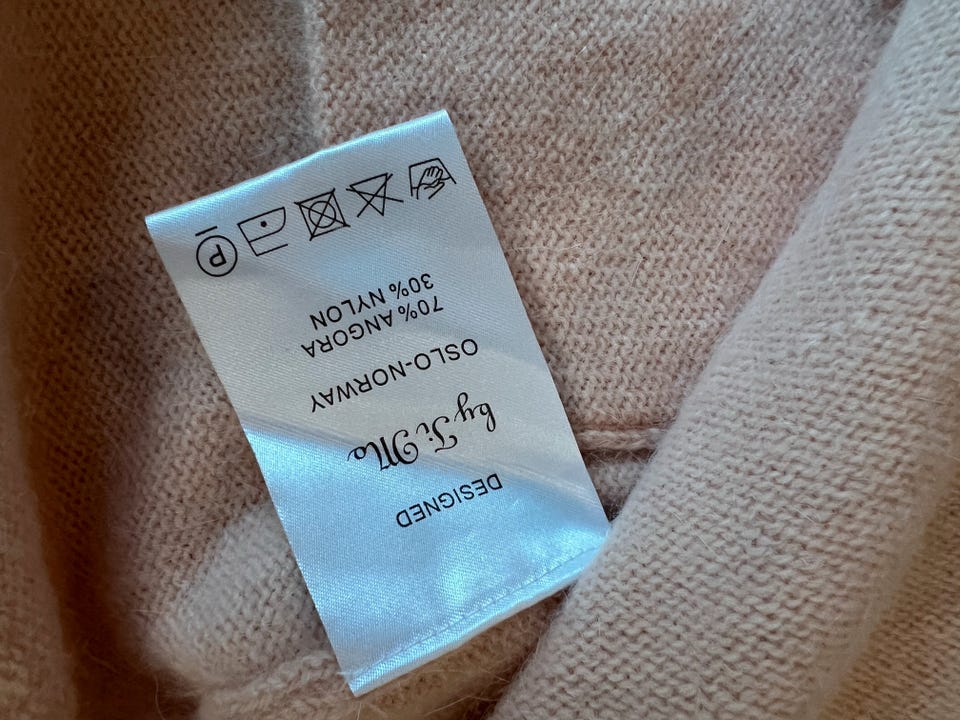 DESIGNED
by Ti Mo
OSLO-NORWAY
70% ANGORA
30% NYLON
P